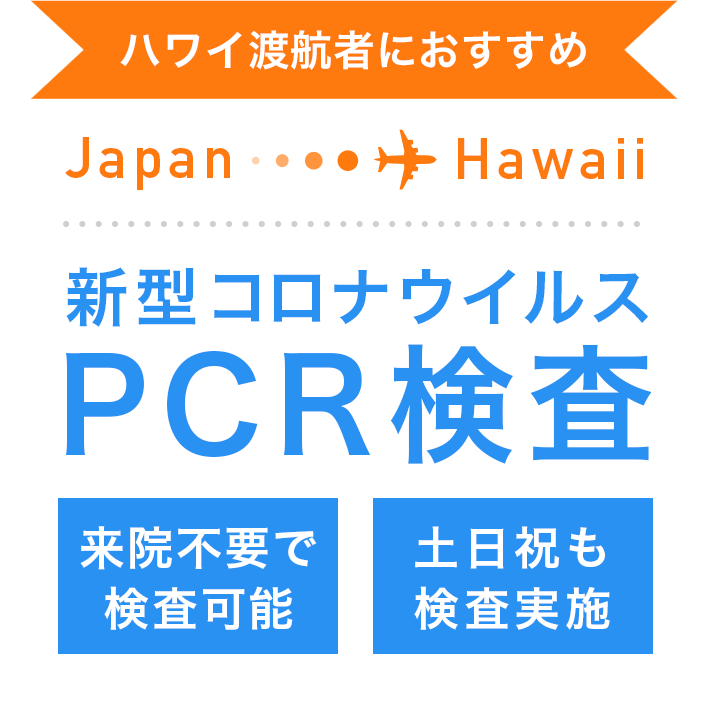 ハワイ渡航者におすすめ
Japan Hawaii
新型コロナウイルス
PCR検査
来院不要で
検査可能
土日祝も
検査実施